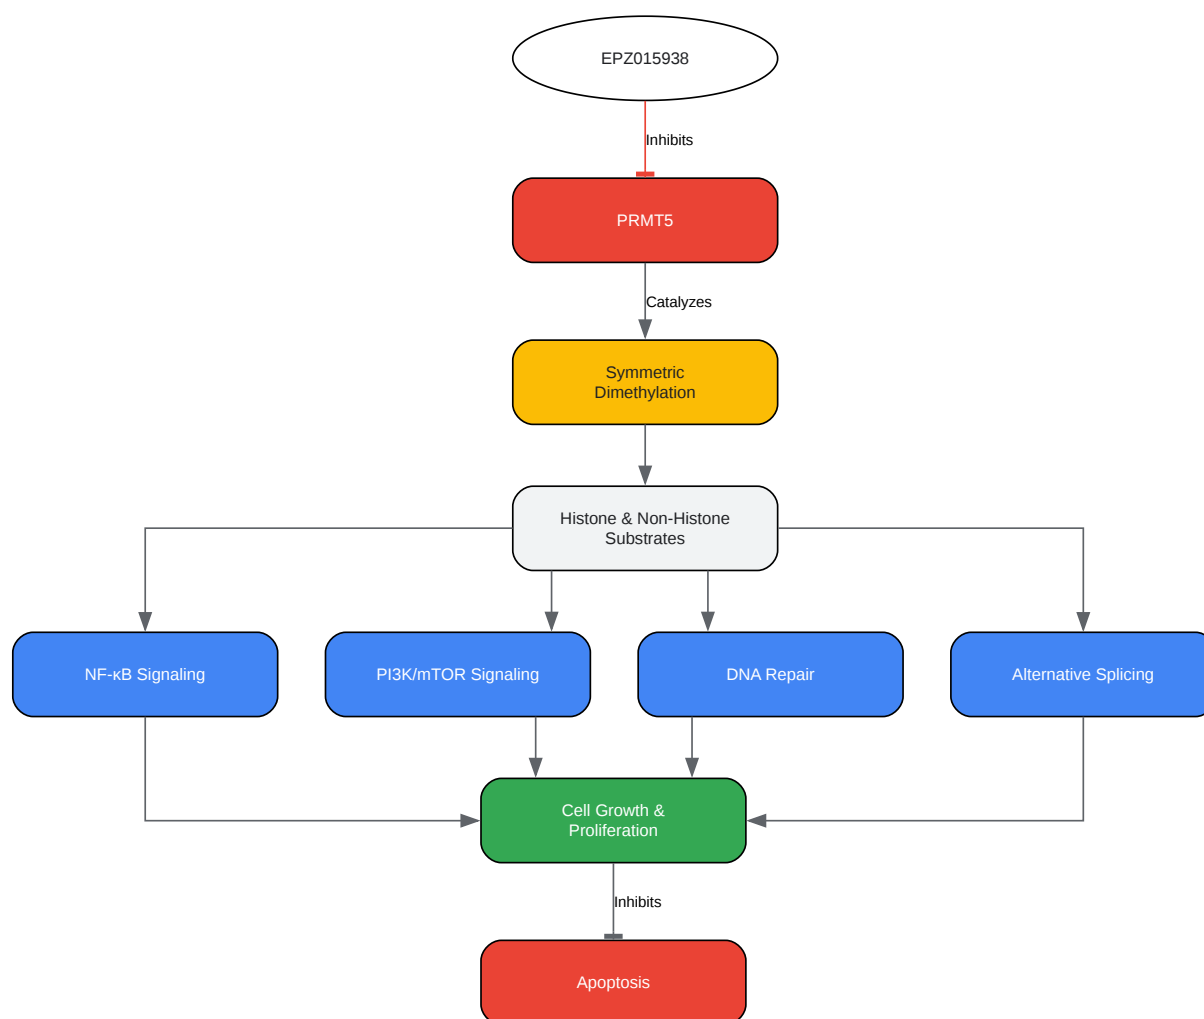 EPZ015938
Inhibits
PRMT5
Catalyzes
Symmetric
Dimethylation
Histone & Non-Histone
Substrates
NF-κB Signaling
PI3K/mTOR Signaling
DNA Repair
Alternative Splicing
Cell Growth &
Proliferation
Inhibits
Apoptosis